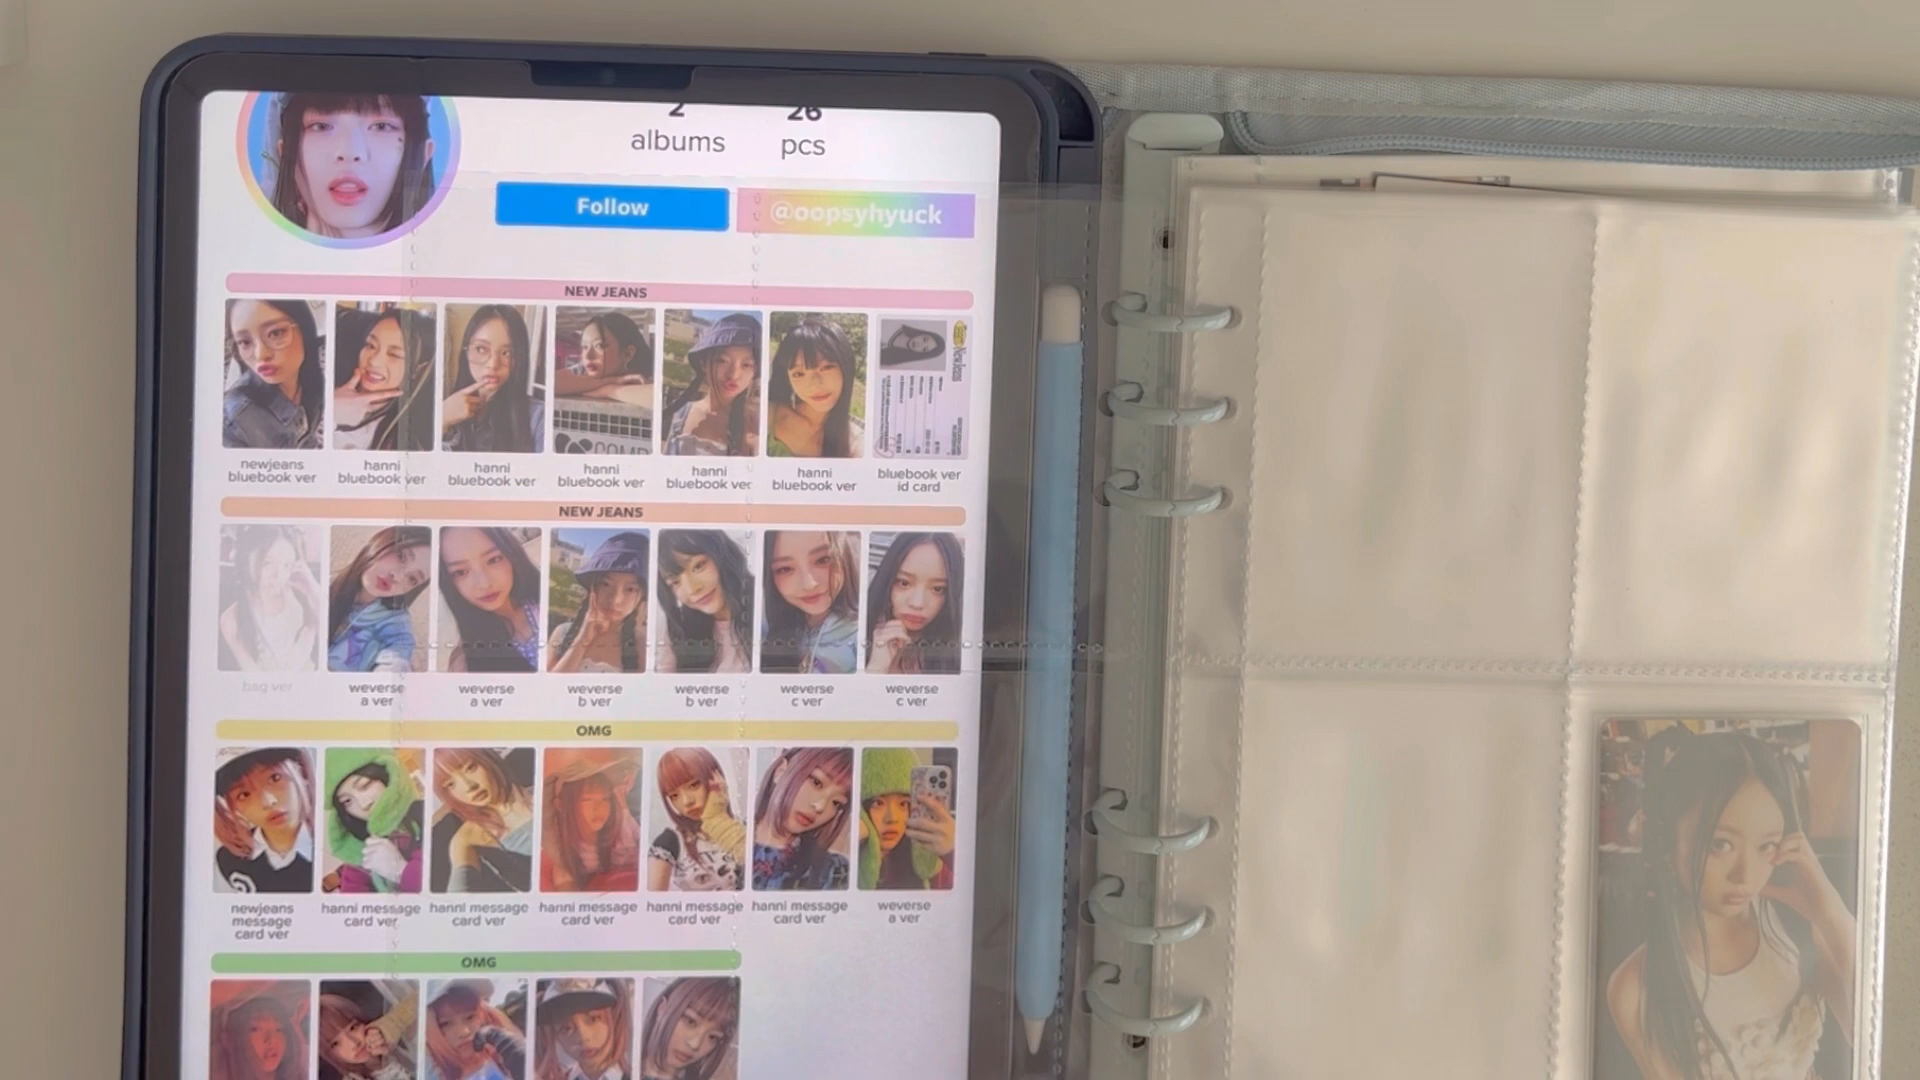 2 26
albums pcs
Follow @oopsyhyuck
NEW JEANS
newjeans hanni hanni hanni hanni hanni bluebook ver
bluebook ver bluebook ver bluebook ver bluebook ver bluebook ver bluebook ver id card
NEW JEANS
bag ver weverse weverse weverse weverse weverse weverse
a ver a ver b ver b ver c ver c ver
OMG
newjeans hanni message hanni message hanni message hanni message hanni message weverse
message card ver card ver card ver card ver card ver a ver
card ver
OMG